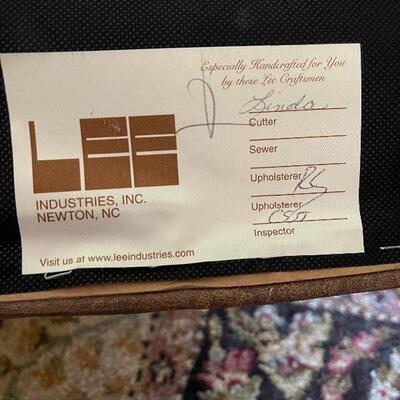 Especially Handcrafted for You
by these Lee Craftsmen
LEE
INDUSTRIES, INC.
NEWTON, NC
Linda
Cutter
Sewer
Upholsterer
Upholsterer
Inspector
Visit us at www.leeindustries.com